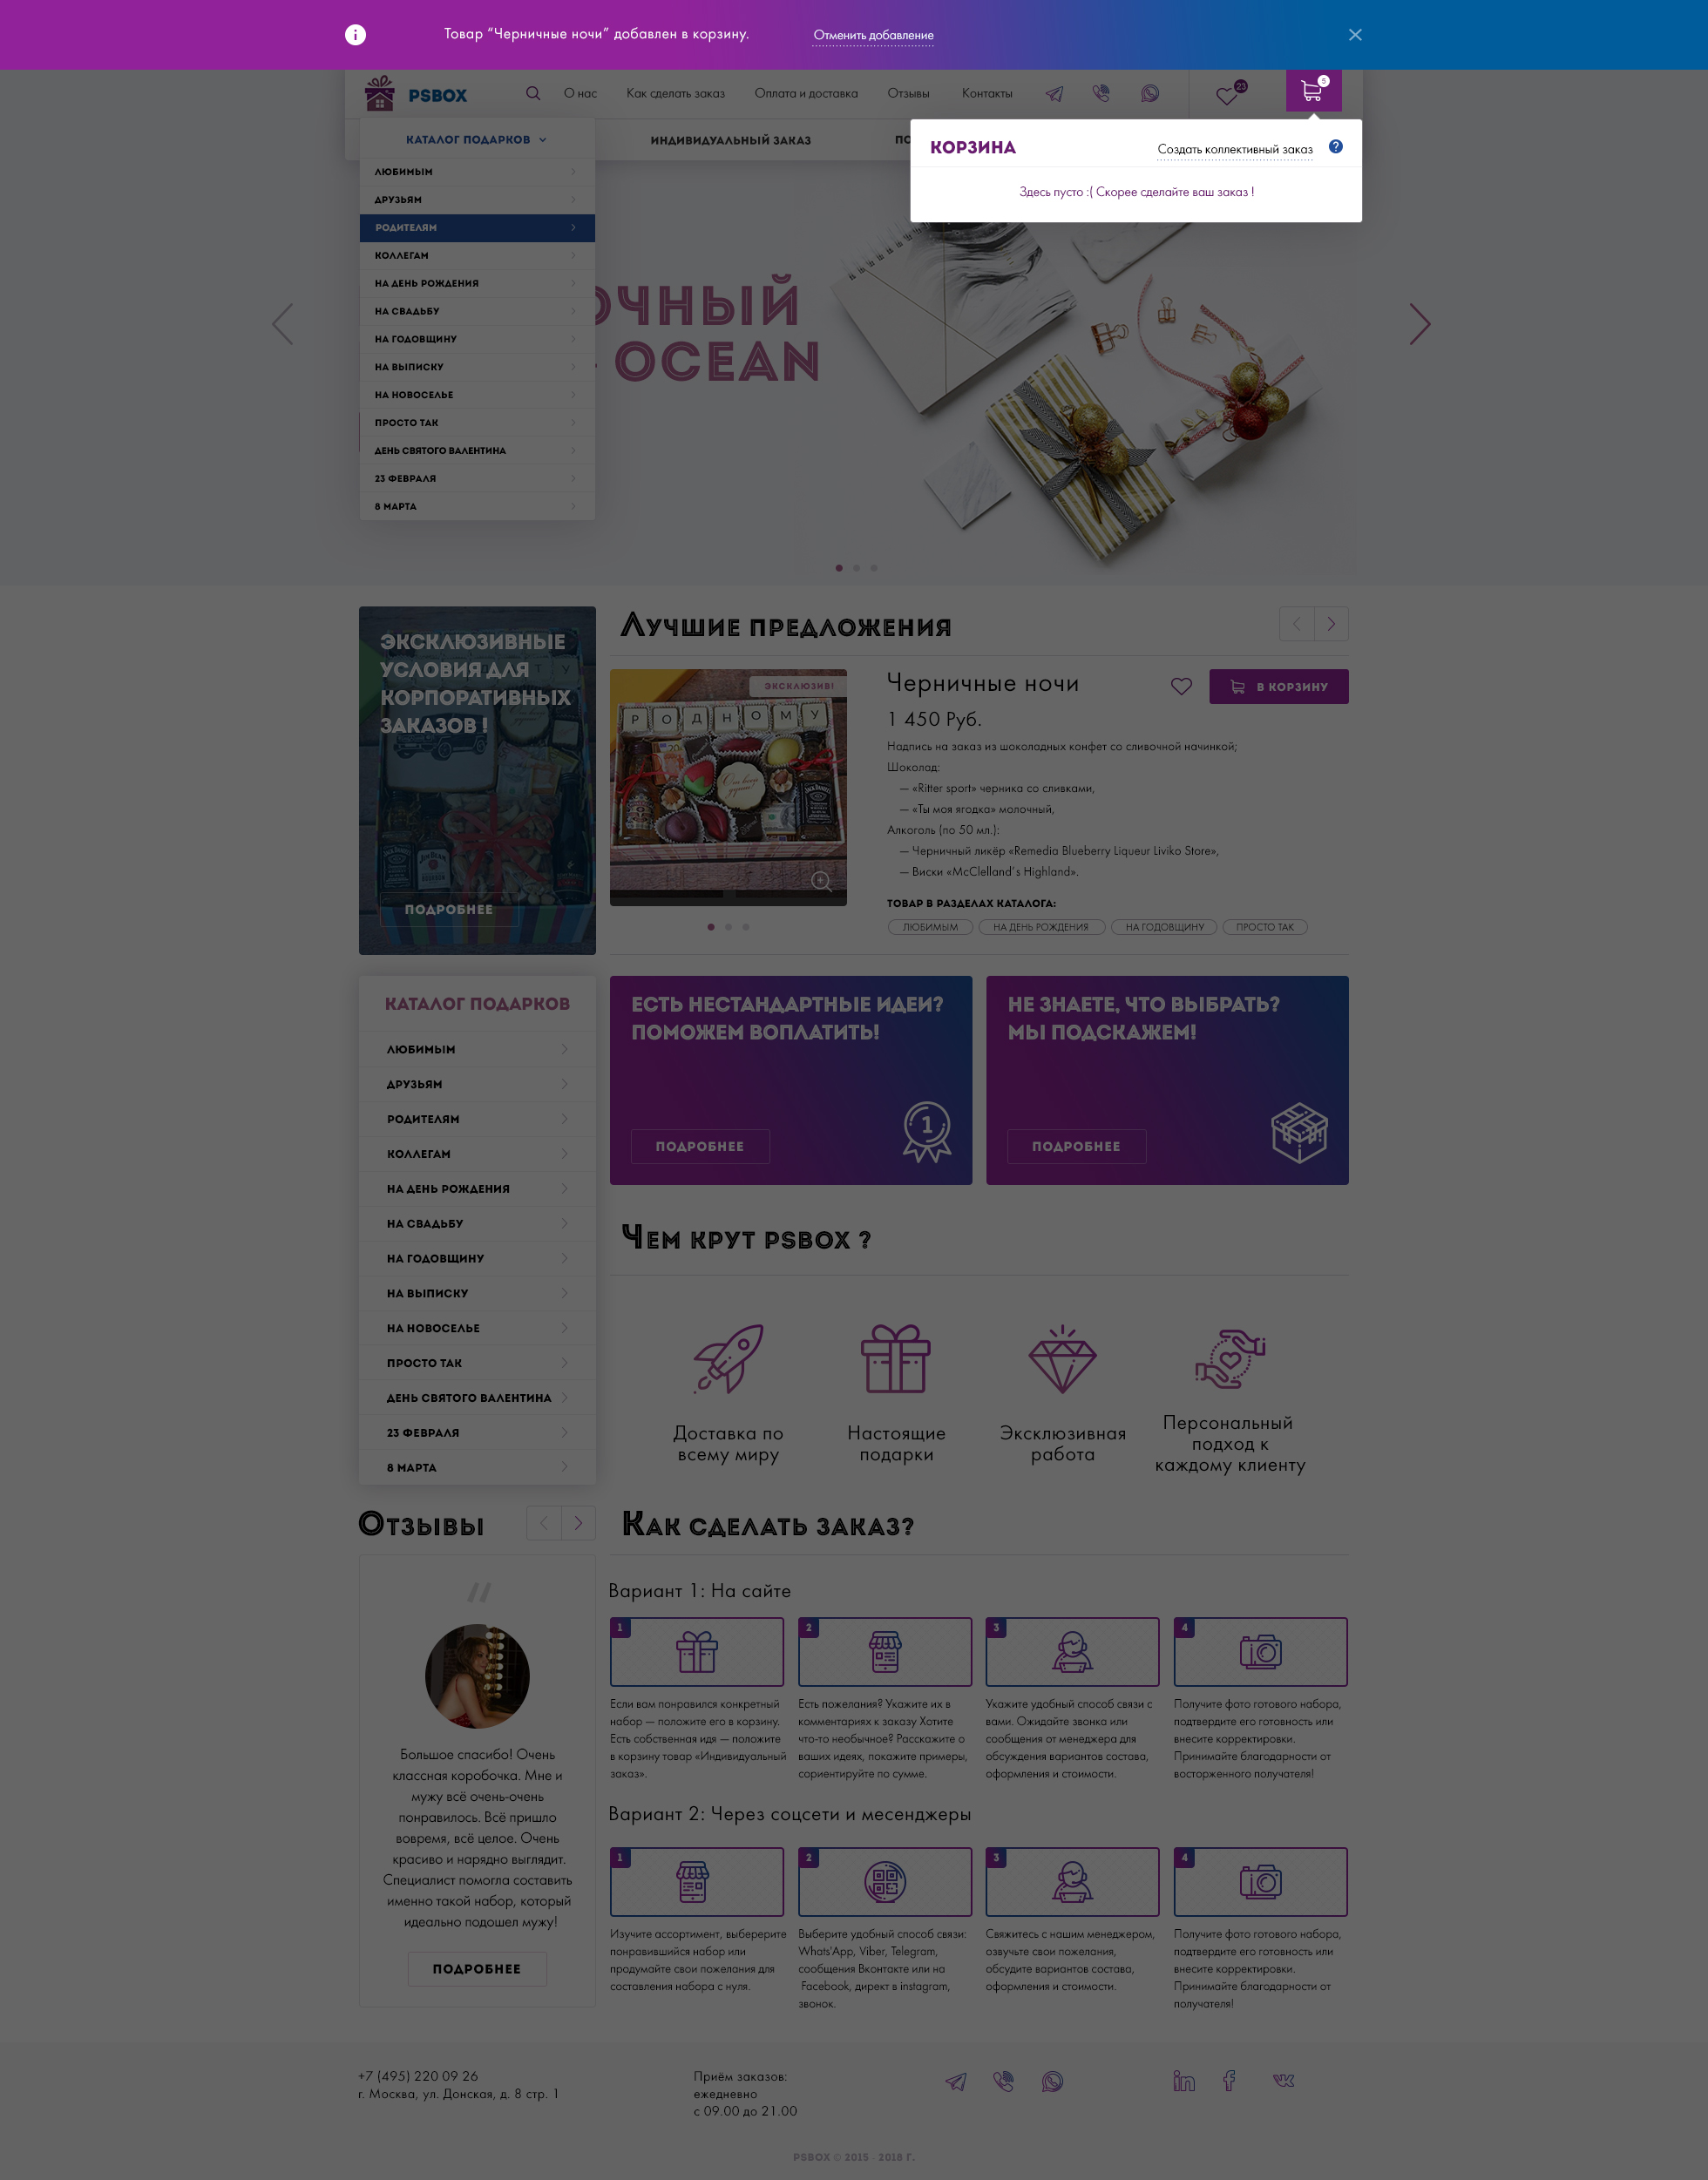 Товар “Черничные ночи” добавлен в корзину.
Отменить добавление
PSBOX
О нас
Как сделать заказ
Оплата и доставка
Отзывы
Контакты
23
5
КАТАЛОГ ПОДАРКОВ
ИНДИВИДУАЛЬНЫЙ ЗАКАЗ
ПО
КОРЗИНА
Создать коллективный заказ
?
Здесь пусто :( Скорее сделайте ваш заказ !
ЛЮБИМЫМ
ДРУЗЬЯМ
РОДИТЕЛЯМ
КОЛЛЕГАМ
НА ДЕНЬ РОЖДЕНИЯ
НА СВАДЬБУ
НА ГОДОВЩИНУ
НА ВЫПИСКУ
НА НОВОСЕЛЬЕ
ПРОСТО ТАК
ДЕНЬ СВЯТОГО ВАЛЕНТИНА
23 ФЕВРАЛЯ
8 МАРТА
ОЧНЫЙ
OCEAN
ЭКСКЛЮЗИВНЫЕ
УСЛОВИЯ ДЛЯ
КОРПОРАТИВНЫХ
ЗАКАЗОВ !
ПОДРОБНЕЕ
Лучшие предложения
ЭКСКЛЮЗИВ!
РОДНОМУ
Черничные ночи
В КОРЗИНУ
1 450 Руб.
Надпись на заказ из шоколадных конфет со сливочной начинкой;
Шоколад:
— «Ritter sport» черника со сливками,
— «Ты моя ягодка» молочный,
Алкоголь (по 50 мл.):
— Черничный ликёр «Remedia Blueberry Liqueur Liviko Store»,
— Виски «McClelland`s Highland».
ТОВАР В РАЗДЕЛАХ КАТАЛОГА:
ЛЮБИМЫМ
НА ДЕНЬ РОЖДЕНИЯ
НА ГОДОВЩИНУ
ПРОСТО ТАК
КАТАЛОГ ПОДАРКОВ
ЛЮБИМЫМ
ДРУЗЬЯМ
РОДИТЕЛЯМ
КОЛЛЕГАМ
НА ДЕНЬ РОЖДЕНИЯ
НА СВАДЬБУ
НА ГОДОВЩИНУ
НА ВЫПИСКУ
НА НОВОСЕЛЬЕ
ПРОСТО ТАК
ДЕНЬ СВЯТОГО ВАЛЕНТИНА
23 ФЕВРАЛЯ
8 МАРТА
ЕСТЬ НЕСТАНДАРТНЫЕ ИДЕИ?
ПОМОЖЕМ ВОПЛАТИТЬ!
ПОДРОБНЕЕ
1
НЕ ЗНАЕТЕ, ЧТО ВЫБРАТЬ?
МЫ ПОДСКАЖЕМ!
ПОДРОБНЕЕ
Чем крут PSBOX ?
Доставка по
всему миру
Настоящие
подарки
Эксклюзивная
работа
Персональный
подход к
каждому клиенту
Отзывы
“
Большое спасибо! Очень
классная коробочка. Мне и
мужу всё очень-очень
понравилось. Всё пришло
вовремя, всё целое. Очень
красиво и нарядно выглядит.
Специалист помогла составить
именно такой набор, который
идеально подошел мужу!
ПОДРОБНЕЕ
Как сделать заказ?
Вариант 1: На сайте
1
Если вам понравился конкретный
набор — положите его в корзину.
Есть собственная идя — положите
в корзину товар «Индивидуальный
заказ».
2
Есть пожелания? Укажите их в
комментариях к заказу Хотите
что-то необычное? Расскажите о
ваших идеях, покажите примеры,
сориентируйте по сумме.
3
Укажите удобный способ связи с
вами. Ожидайте звонка или
сообщения от менеджера для
обсуждения вариантов состава,
оформления и стоимости.
4
Получите фото готового набора,
подтвердите его готовность или
внесите корректировки.
Принимайте благодарности от
восторженного получателя!
Вариант 2: Через соцсети и месенджеры
1
Изучите ассортимент, выберерите
понравившийся набор или
продумайте свои пожелания для
составления набора с нуля.
2
Выберите удобный способ связи:
Whats'App, Viber, Telegram,
сообщения Вконтакте или на
Facebook, директ в instagram,
звонок.
3
Свяжитесь с нашим менеджером,
озвучьте свои пожелания,
обсудите вариантов состава,
оформления и стоимости.
4
Получите фото готового набора,
подтвердите его готовность или
внесите корректировки.
Принимайте благодарности от
получателя!
+7 (495) 220 09 26
г. Москва, ул. Донская, д. 8 стр. 1
Приём заказов:
ежедневно
с 09.00 до 21.00
PSBOX © 2015 - 2018 Г.